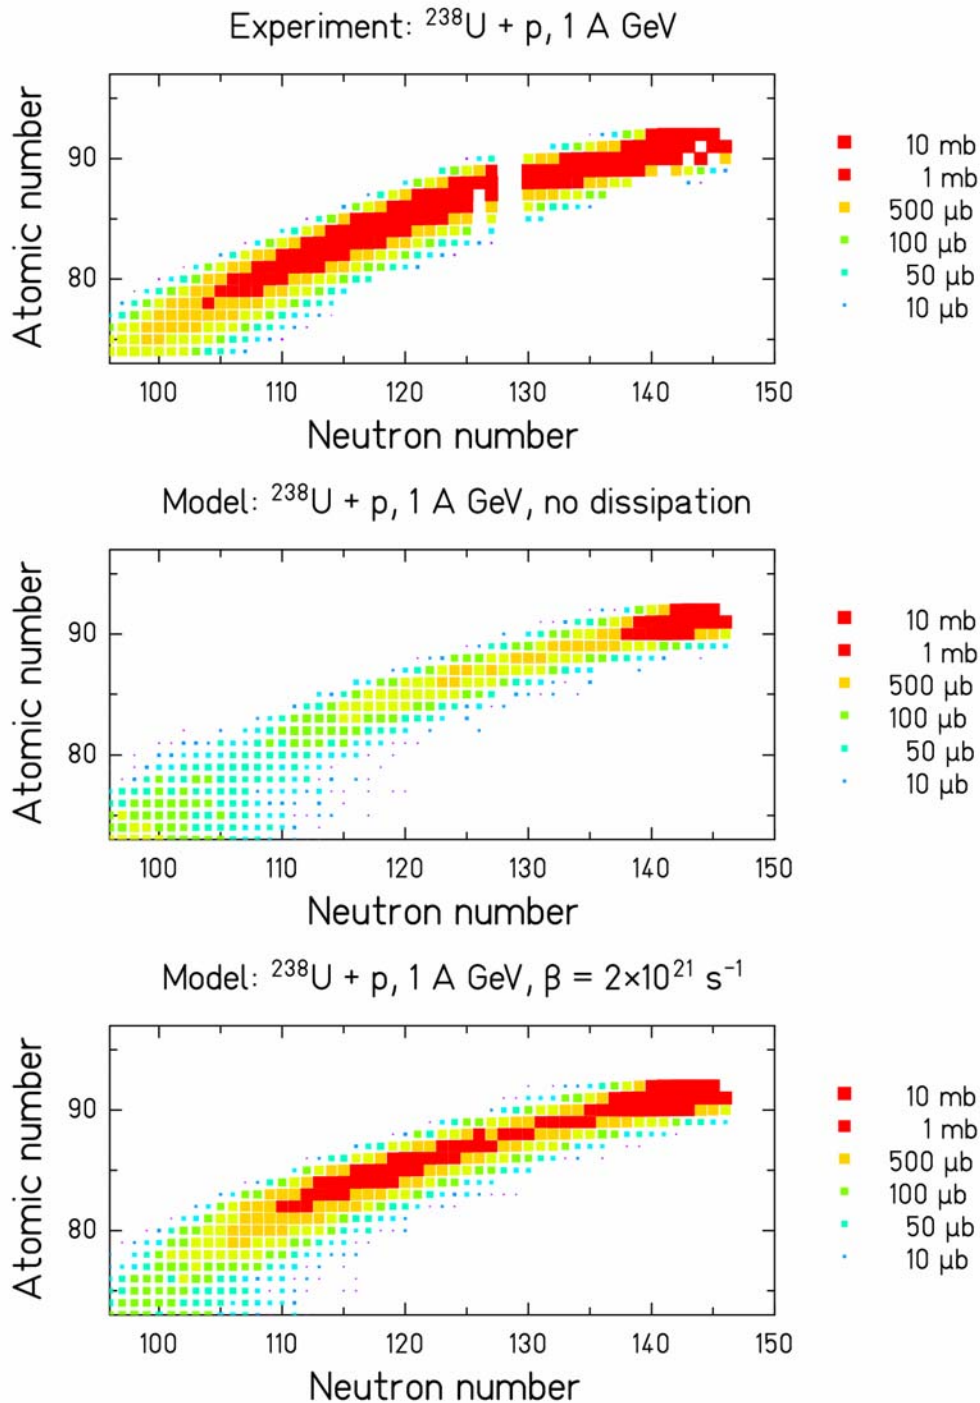 Experiment: ²³⁸U + p, 1 A GeV
Atomic number
90
80
100 110 120 130 140 150
Neutron number
10 mb
1 mb
500 μb
100 μb
50 μb
10 μb
Model: ²³⁸U + p, 1 A GeV, no dissipation
Atomic number
90
80
100 110 120 130 140 150
Neutron number
10 mb
1 mb
500 μb
100 μb
50 μb
10 μb
Model: ²³⁸U + p, 1 A GeV, β = 2×10²¹ s⁻¹
Atomic number
90
80
100 110 120 130 140 150
Neutron number
10 mb
1 mb
500 μb
100 μb
50 μb
10 μb